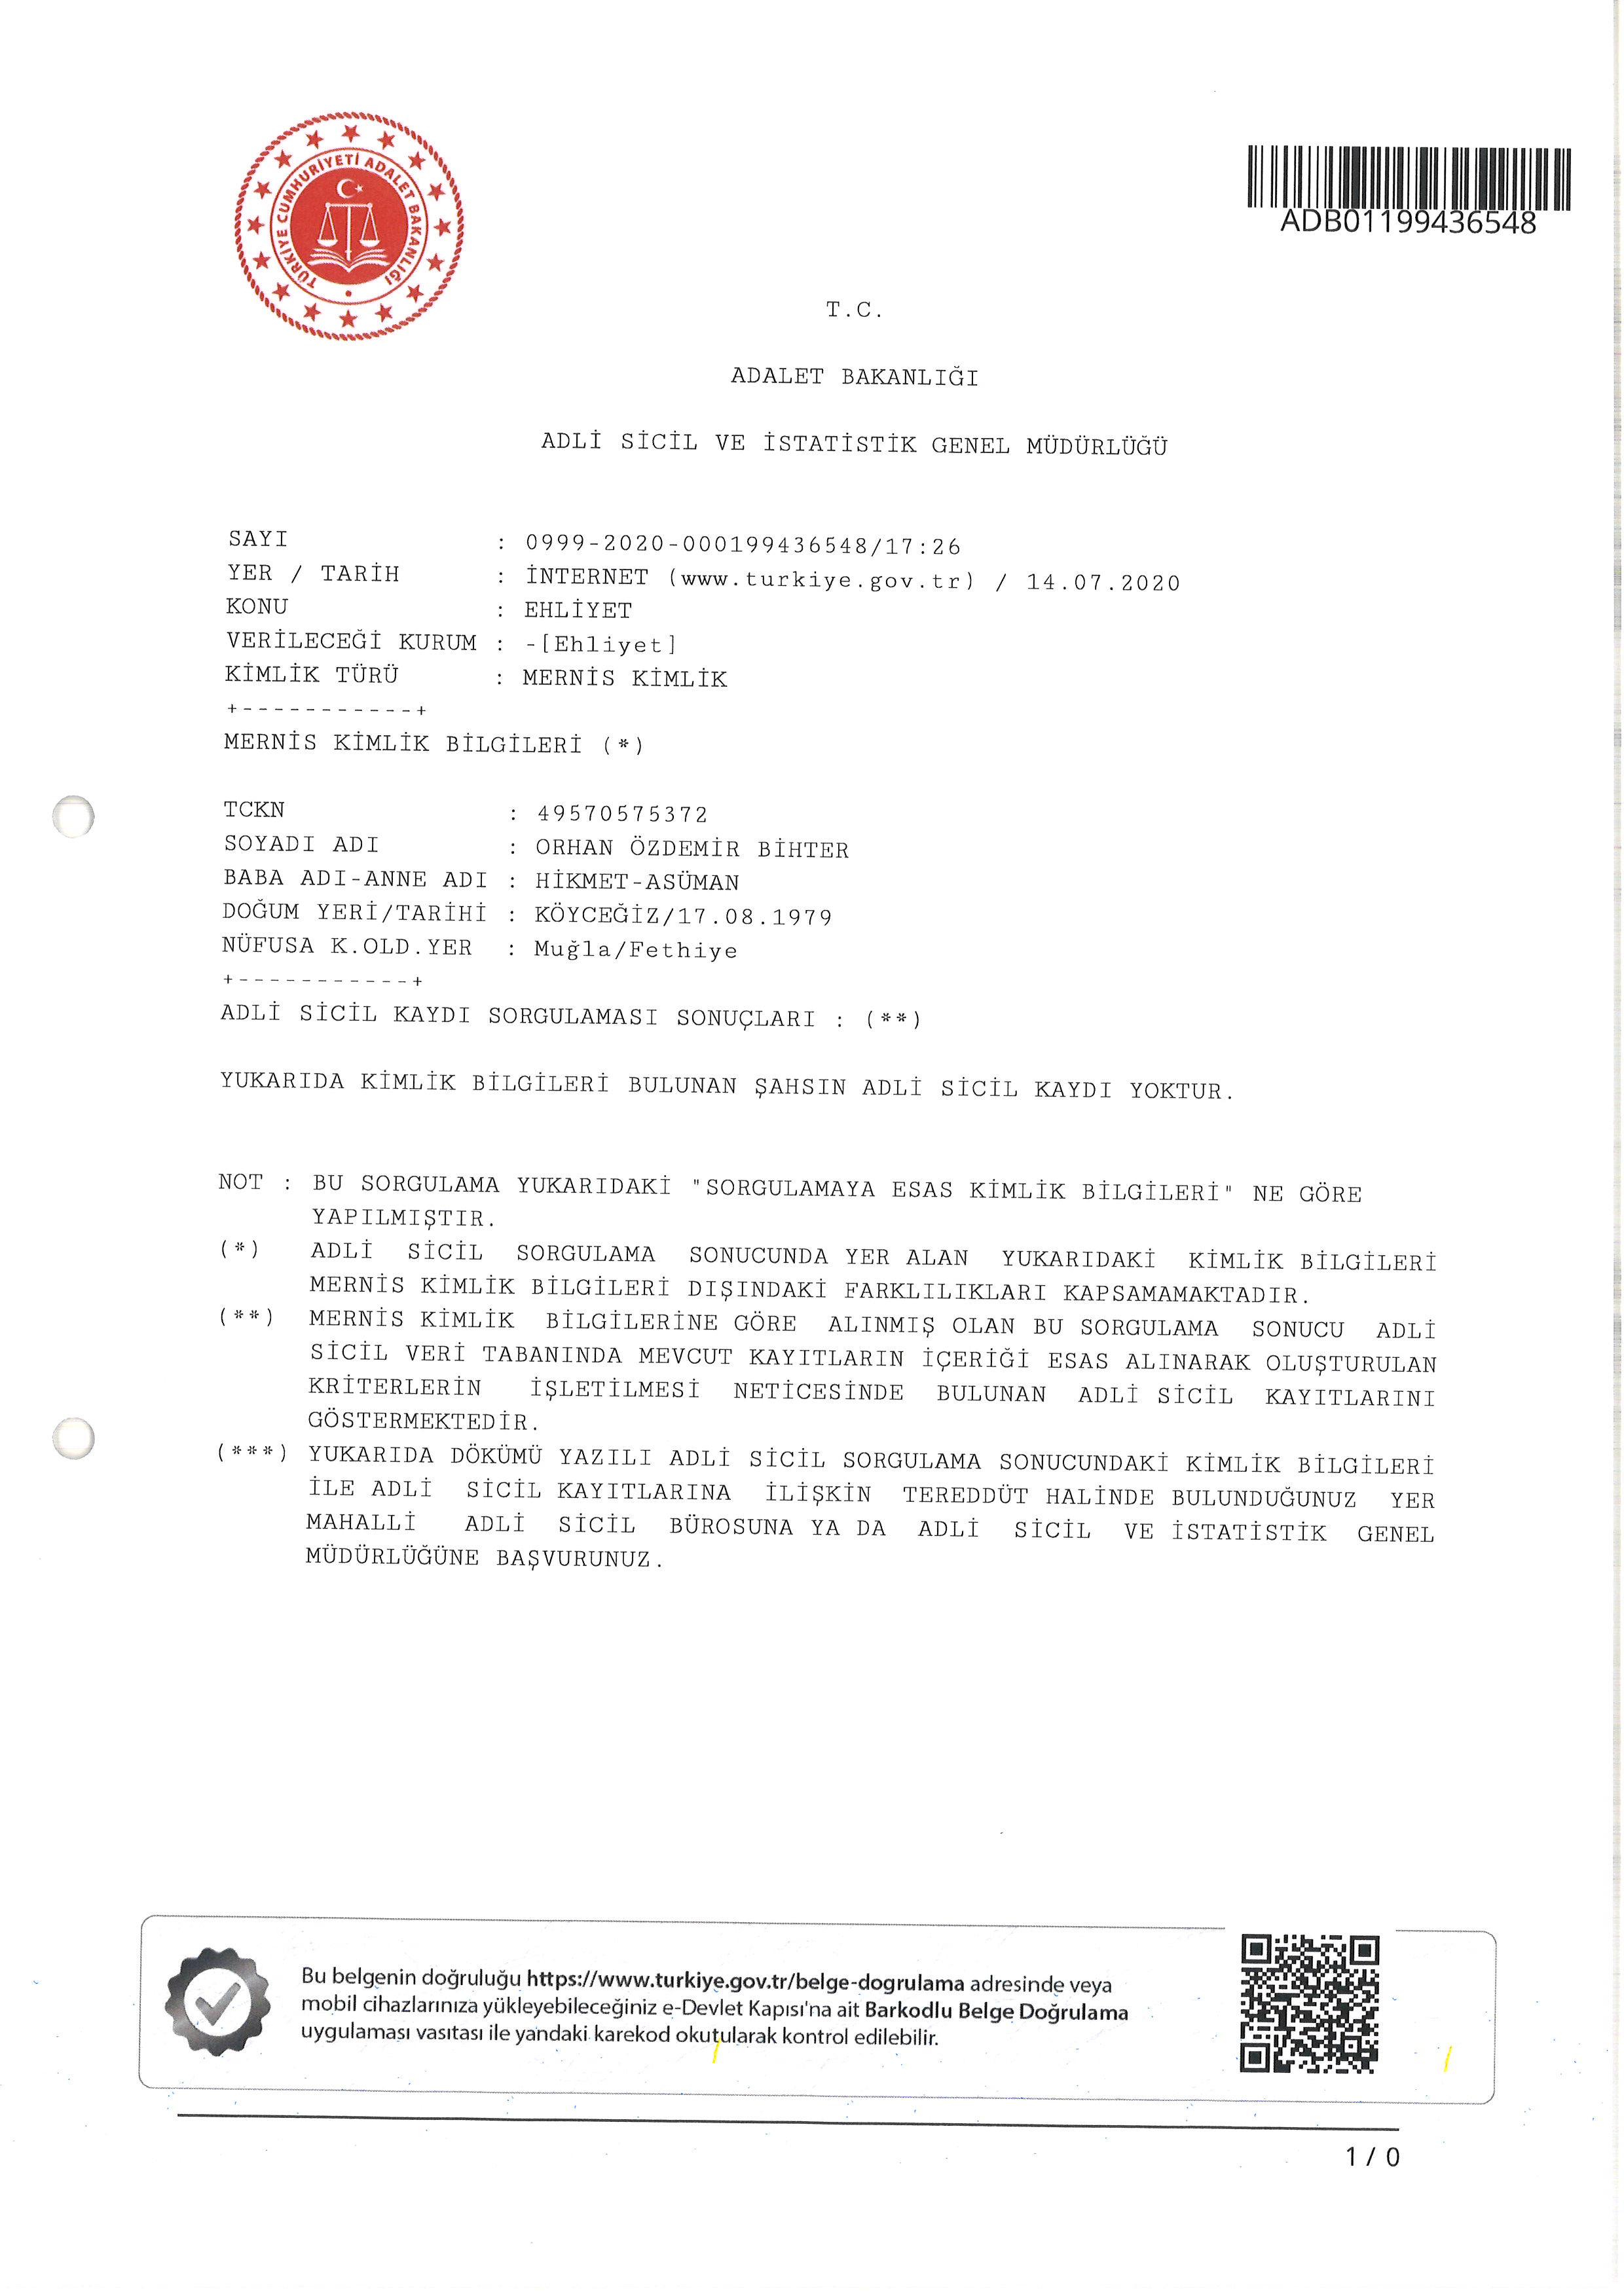 TÜRKİYE CUMHURİYETİ ADALET BAKANLIĞI
ADB01199436548
T.C.
ADALET BAKANLIĞI
ADLİ SİCİL VE İSTATİSTİK GENEL MÜDÜRLÜĞÜ
SAYI : 0999-2020-000199436548/17:26
YER / TARİH : İNTERNET (www.turkiye.gov.tr) / 14.07.2020
KONU : EHLİYET
VERİLECEĞİ KURUM : -[Ehliyet]
KİMLİK TÜRÜ : MERNİS KİMLİK
+-----------+
MERNİS KİMLİK BİLGİLERİ (*)
TCKN : 49570575372
SOYADI ADI : ORHAN ÖZDEMİR BİHTER
BABA ADI-ANNE ADI : HİKMET-ASÜMAN
DOĞUM YERİ/TARİHİ : KÖYCEĞİZ/17.08.1979
NÜFUSA K.OLD.YER : Muğla/Fethiye
+-----------+
ADLİ SİCİL KAYDI SORGULAMASI SONUÇLARI : (**)
YUKARIDA KİMLİK BİLGİLERİ BULUNAN ŞAHSIN ADLİ SİCİL KAYDI YOKTUR.
NOT : BU SORGULAMA YUKARIDAKİ "SORGULAMAYA ESAS KİMLİK BİLGİLERİ" NE GÖRE
YAPILMIŞTIR.
(*) ADLİ SİCİL SORGULAMA SONUCUNDA YER ALAN YUKARIDAKİ KİMLİK BİLGİLERİ
MERNİS KİMLİK BİLGİLERİ DIŞINDAKİ FARKLILIKLARI KAPSAMAMAKTADIR.
(**) MERNİS KİMLİK BİLGİLERİNE GÖRE ALINMIŞ OLAN BU SORGULAMA SONUCU ADLİ
SİCİL VERİ TABANINDA MEVCUT KAYITLARIN İÇERİĞİ ESAS ALINARAK OLUŞTURULAN
KRİTERLERİN İŞLETİLMESİ NETİCESİNDE BULUNAN ADLİ SİCİL KAYITLARINI
GÖSTERMEKTEDİR.
(***) YUKARIDA DÖKÜMÜ YAZILI ADLİ SİCİL SORGULAMA SONUCUNDAKİ KİMLİK BİLGİLERİ
İLE ADLİ SİCİL KAYITLARINA İLİŞKİN TEREDDÜT HALİNDE BULUNDUĞUNUZ YER
MAHALLİ ADLİ SİCİL BÜROSUNA YA DA ADLİ SİCİL VE İSTATİSTİK GENEL
MÜDÜRLÜĞÜNE BAŞVURUNUZ.
Bu belgenin doğruluğu https://www.turkiye.gov.tr/belge-dogrulama adresinde veya
mobil cihazlarınıza yükleyebileceğiniz e-Devlet Kapısı'na ait Barkodlu Belge Doğrulama
uygulaması vasıtası ile yandaki karekod okutularak kontrol edilebilir.
1 / 0